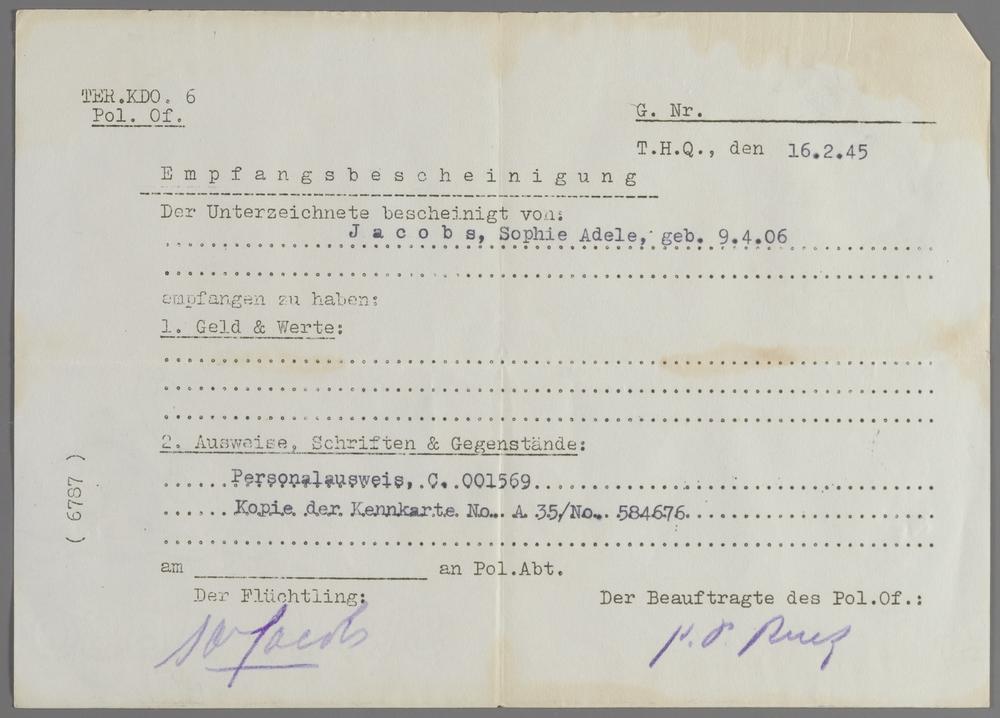 TER.KDO. 6
Pol. Of.
G. Nr.
T.H.Q., den 16.2.45
Empfangsbescheinigung
Der Unterzeichnete bescheinigt von:
Jacobs, Sophie Adele, geb. 9.4.06
empfangen zu haben:
1. Geld & Werte:
2. Ausweise, Schriften & Gegenstände:
Personalausweis, C. 001569
Kopie der Kennkarte No. A 35/No. 584676
( 6787 )
am an Pol.Abt.
Der Flüchtling:
Der Beauftragte des Pol.Of.:
Jacobs